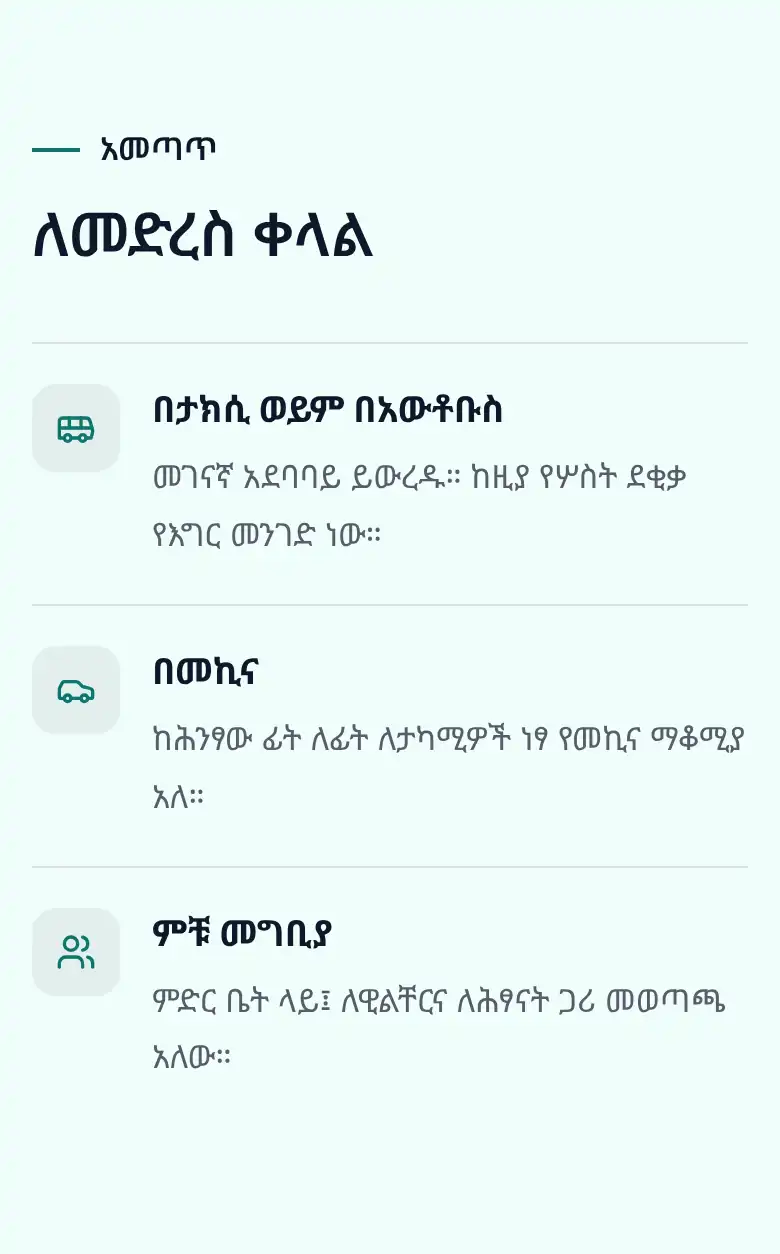 አመጣጥ
ለመድረስ ቀላል
በታክሲ ወይም በአውቶቡስ
መገናኛ አደባባይ ይውረዱ። ከዚያ የሦስት ደቂቃ
የእግር መንገድ ነው።
በመኪና
ከሕንፃው ፊት ለፊት ለታካሚዎች ነፃ የመኪና ማቆሚያ
አለ።
ምቹ መግቢያ
ምድር ቤት ላይ፤ ለዊልቸርና ለሕፃናት ጋሪ መወጣጫ
አለው።